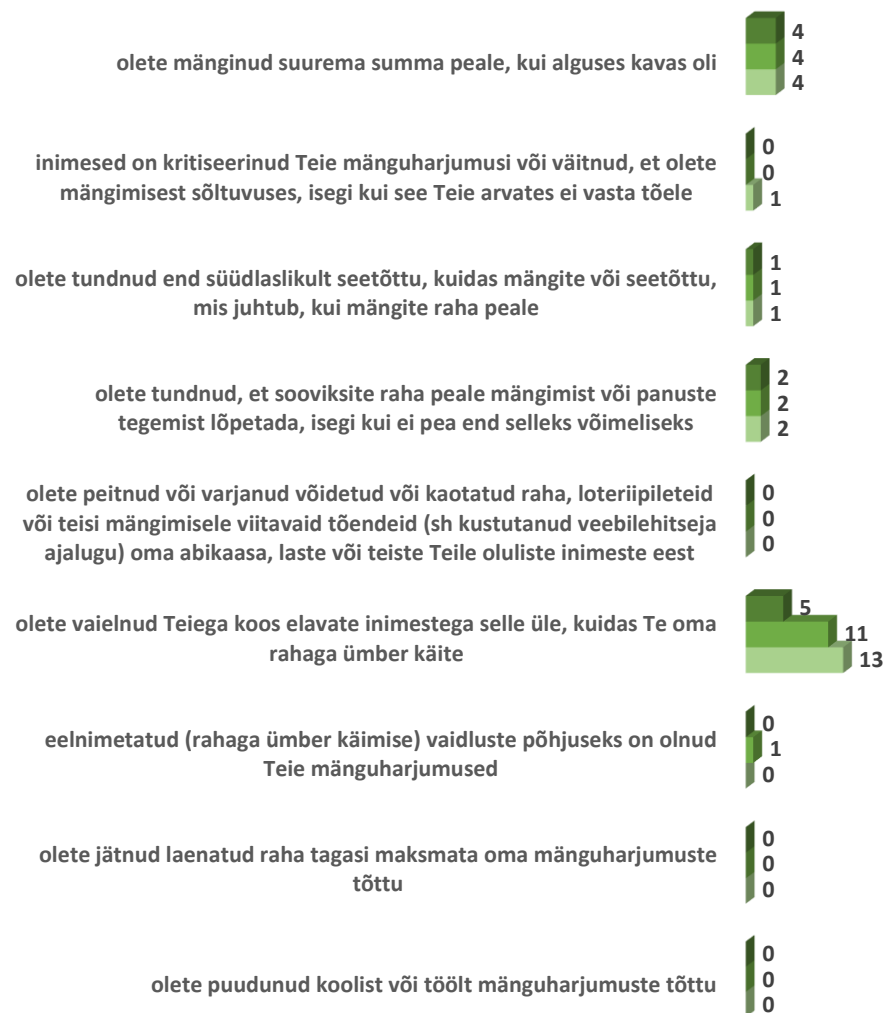 olete mänginud suurema summa peale, kui alguses kavas oli
4
4
4
inimesed on kritiseerinud Teie mänguharjumusi või väitnud, et olete
mängimisest sõltuvuses, isegi kui see Teie arvates ei vasta tõele
0
0
1
olete tundnud end süüdlaslikult seetõttu, kuidas mängite või seetõttu,
mis juhtub, kui mängite raha peale
1
1
1
olete tundnud, et sooviksite raha peale mängimist või panuste
tegemist lõpetada, isegi kui ei pea end selleks võimeliseks
2
2
2
olete peitnud või varjanud võidetud või kaotatud raha, loteriipileteid
või teisi mängimisele viitavaid tõendeid (sh kustutanud veebilehitseja
ajalugu) oma abikaasa, laste või teiste Teile oluliste inimeste eest
0
0
0
olete vaielnud Teiega koos elavate inimestega selle üle, kuidas Te oma
rahaga ümber käite
5
11
13
eelnimetatud (rahaga ümber käimise) vaidluste põhjuseks on olnud
Teie mänguharjumused
0
1
0
olete jätnud laenatud raha tagasi maksmata oma mänguharjumuste
tõttu
0
0
0
olete puudunud koolist või töölt mänguharjumuste tõttu
0
0
0